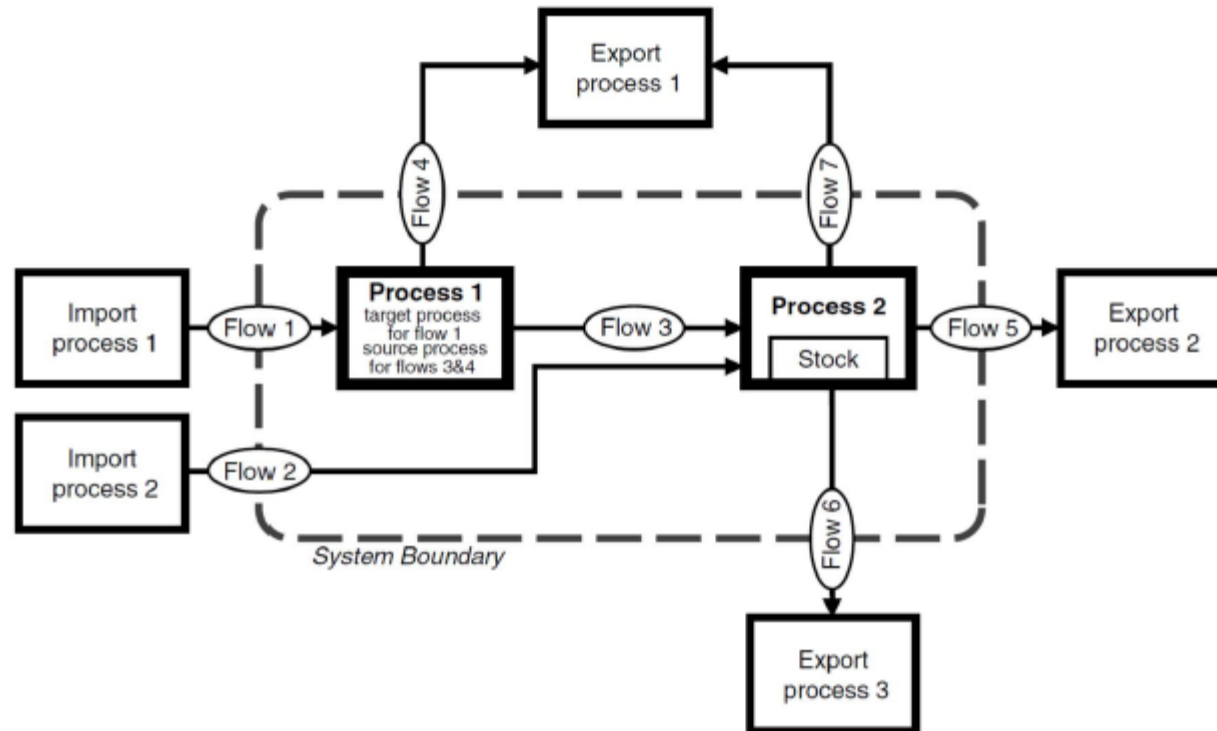 Export
process 1
Flow 4
Flow 7
Import
process 1
Flow 1
Process 1
target process
for flow 1
source process
for flows 3&4
Flow 3
Process 2
Stock
Flow 5
Export
process 2
Import
process 2
Flow 2
Flow 6
System Boundary
Export
process 3